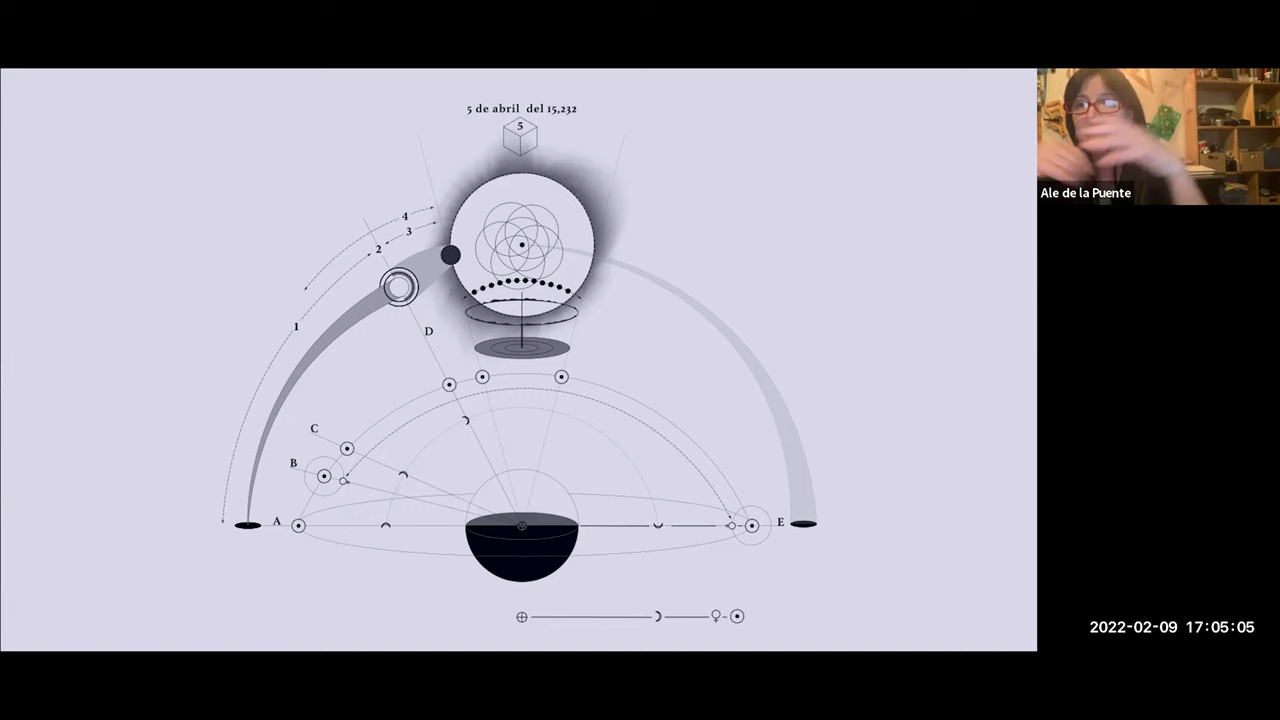 5 de abril del 15,232
5
4
3
2
1
D
C
B
A
E
Ale de la Puente
2022-02-09 17:05:05